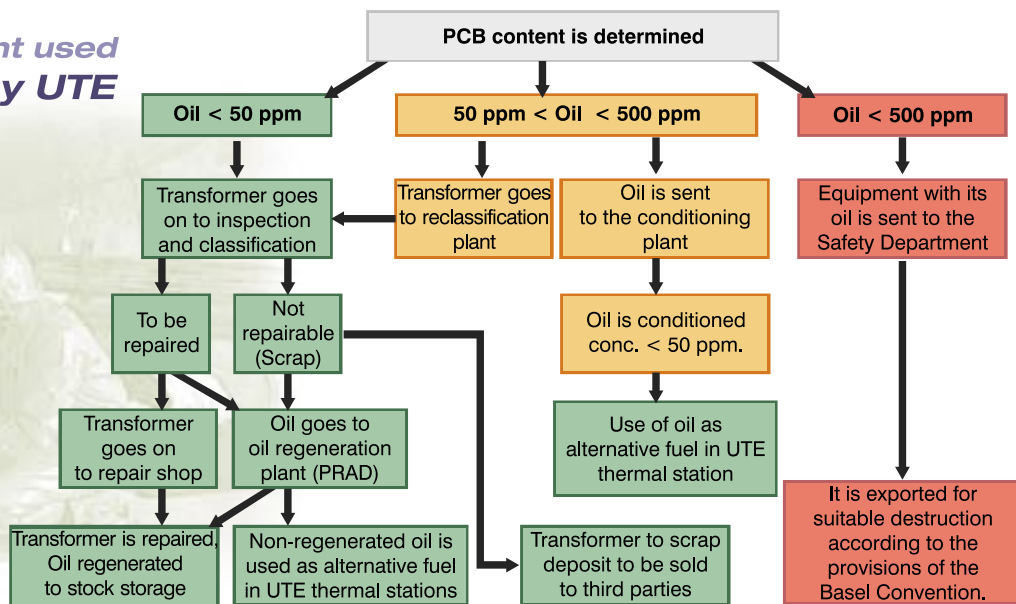 nt used
y UTE
PCB content is determined
Oil < 50 ppm
50 ppm < Oil < 500 ppm
Oil < 500 ppm
Transformer goes
on to inspection
and classification
Transformer goes
to reclassification
plant
Oil is sent
to the conditioning
plant
Equipment with its
oil is sent to the
Safety Department
To be
repaired
Not
repairable
(Scrap)
Oil is conditioned
conc. < 50 ppm.
Transformer
goes on
to repair shop
Oil goes to
oil regeneration
plant (PRAD)
Use of oil as
alternative fuel in UTE
thermal station
Transformer is repaired,
Oil regenerated
to stock storage
Non-regenerated oil is
used as alternative fuel
in UTE thermal stations
Transformer to scrap
deposit to be sold
to third parties
It is exported for
suitable destruction
according to the
provisions of the
Basel Convention.